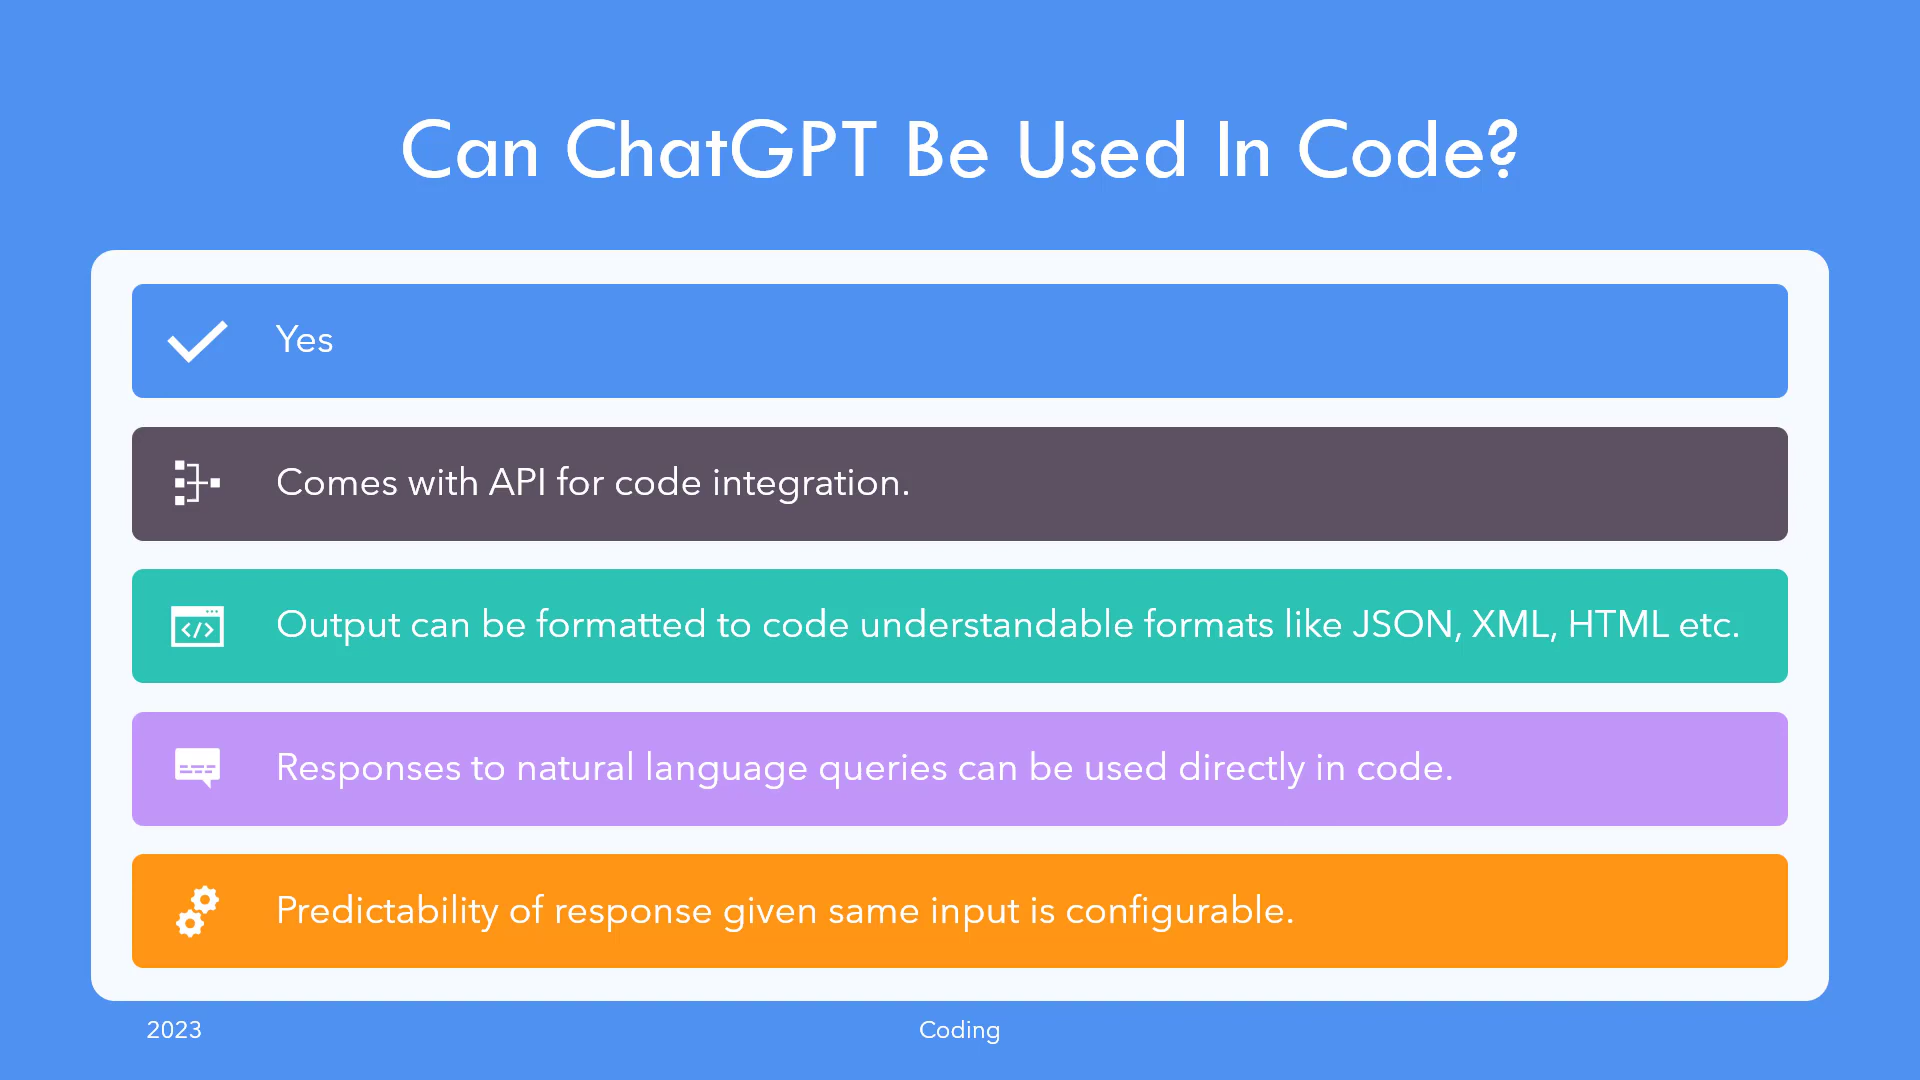 Can ChatGPT Be Used In Code?
Yes
Comes with API for code integration.
Output can be formatted to code understandable formats like JSON, XML, HTML etc.
Responses to natural language queries can be used directly in code.
Predictability of response given same input is configurable.
2023
Coding